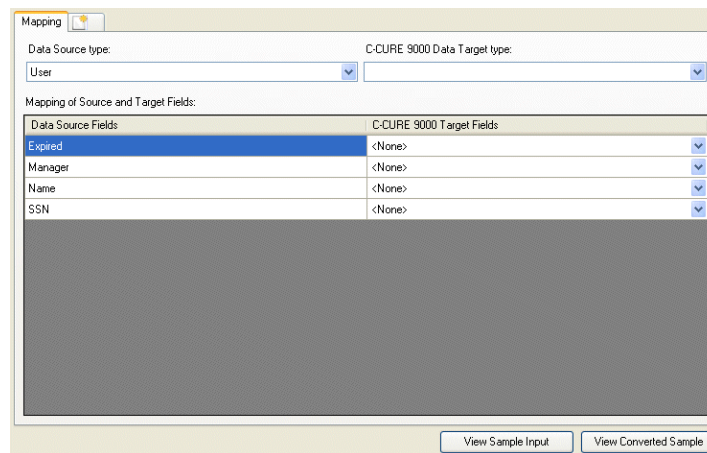 Mapping
Data Source type: C-CURE 9000 Data Target type:
User
Mapping of Source and Target Fields:
Data Source Fields C-CURE 9000 Target Fields
Expired <None>
Manager <None>
Name <None>
SSN <None>
View Sample Input View Converted Sample